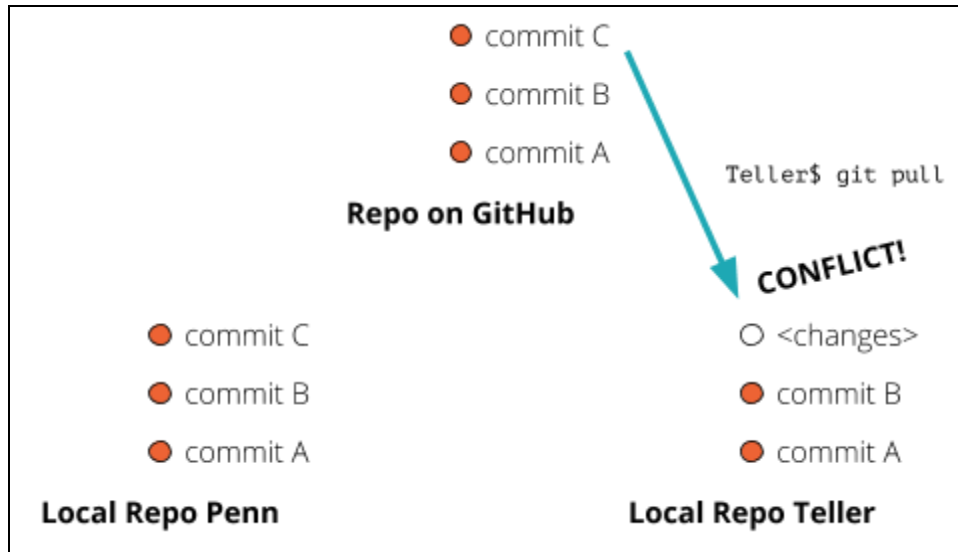 commit C
commit B
commit A
Teller$ git pull
Repo on GitHub
CONFLICT!
commit C
commit B
commit A
Local Repo Penn
<changes>
commit B
commit A
Local Repo Teller